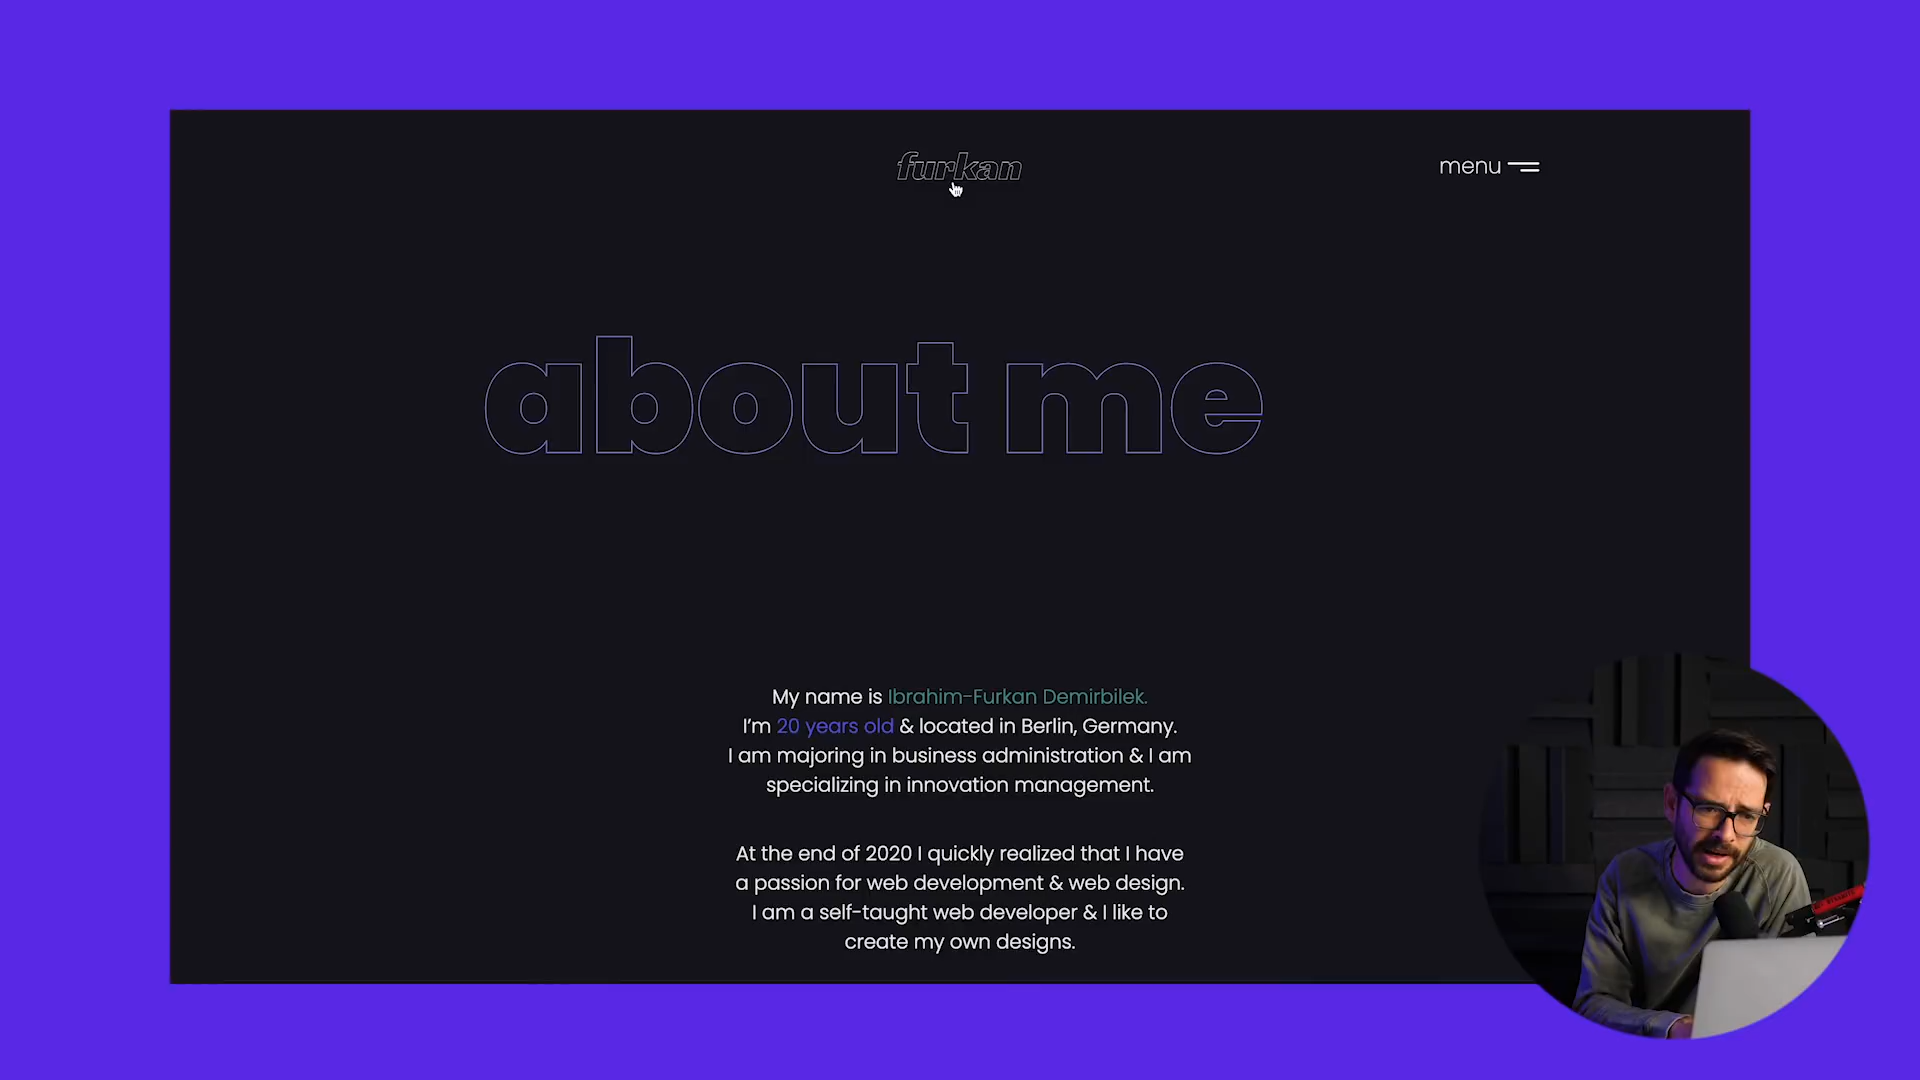 furkan
menu
about me
My name is Ibrahim-Furkan Demirbilek.
I'm 20 years old & located in Berlin, Germany.
I am majoring in business administration & I am
specializing in innovation management.
At the end of 2020 I quickly realized that I have
a passion for web development & web design.
I am a self-taught web developer & I like to
create my own designs.